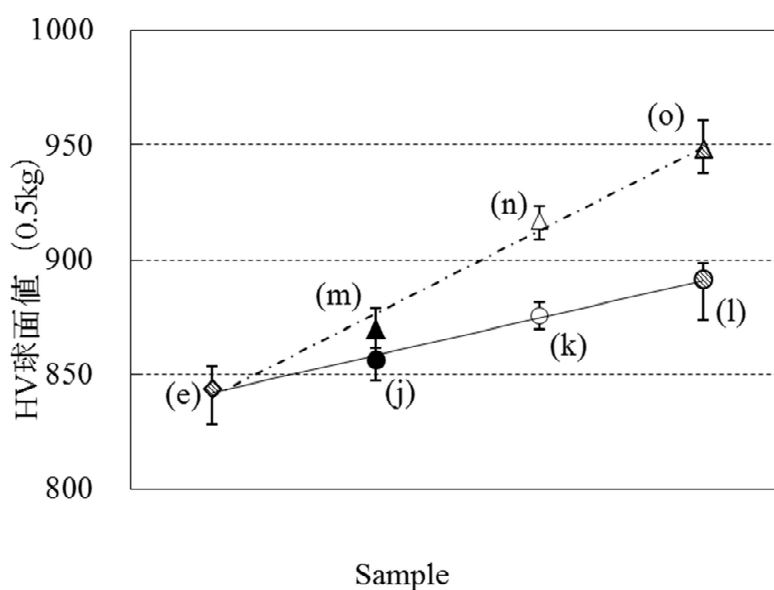 1000
950
900
850
800
HV球面値 (0.5kg)
(o)
(n)
(m)
(l)
(k)
(e)
(j)
Sample